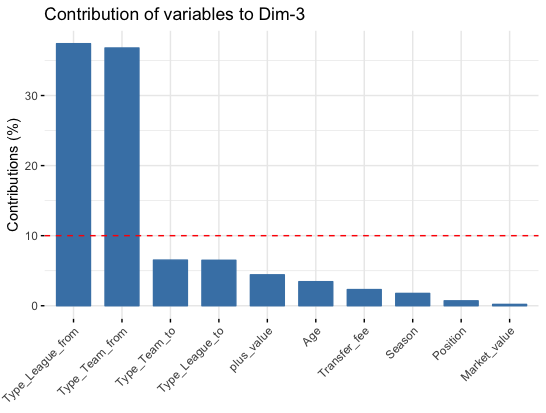 Contribution of variables to Dim-3
Contributions (%)
30
20
10
0
Type_League_from
Type_Team_from
Type_Team_to
Type_League_to
plus_value
Age
Transfer_fee
Season
Position
Market_value